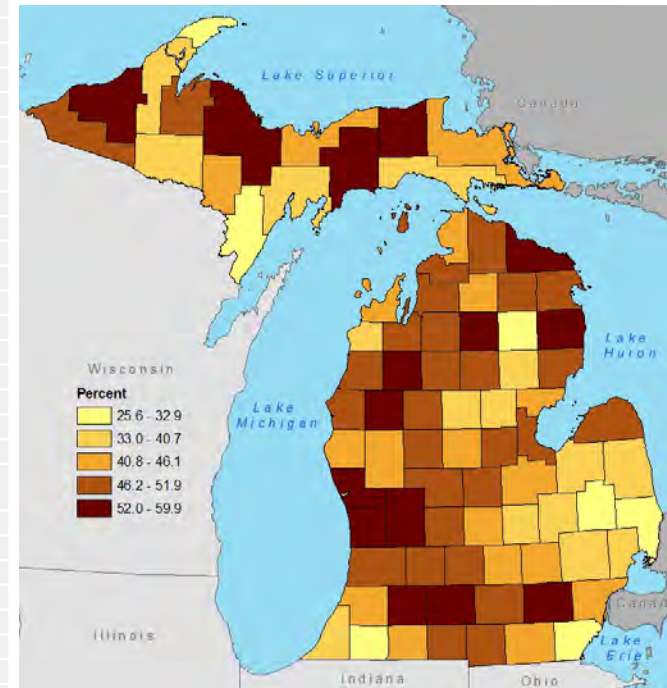 Lake Superior
Canada
Wisconsin
Percent
25.6 - 32.9
33.0 - 40.7
40.8 - 46.1
46.2 - 51.9
52.0 - 59.9
Lake
Michigan
Lake
Huron
Illinois
Indiana
Ohio
Canad
Lake
Erie